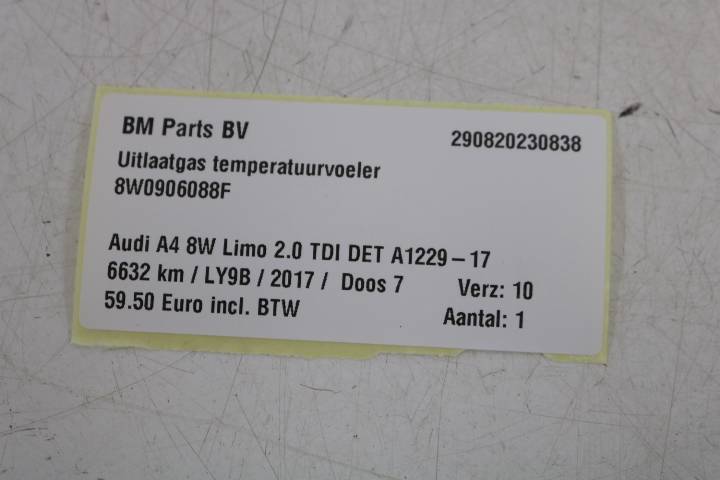 BM Parts BV 290820230838
Uitlaatgas temperatuurvoeler
8W0906088F
Audi A4 8W Limo 2.0 TDI DET A1229-17
6632 km / LY9B / 2017 / Doos 7 Verz: 10
59.50 Euro incl. BTW Aantal: 1